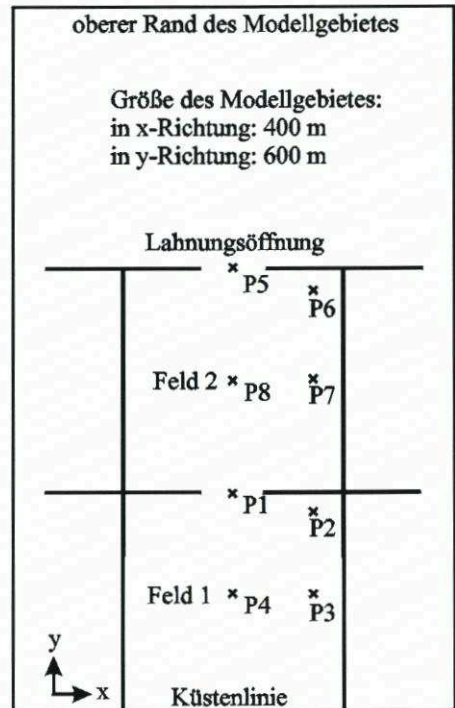 oberer Rand des Modellgebietes
Größe des Modellgebietes:
in x-Richtung: 400 m
in y-Richtung: 600 m
Lahnungsöffnung
P5
P6
Feld 2
P8
P7
P1
P2
Feld 1
P4
P3
y
x
Küstenlinie